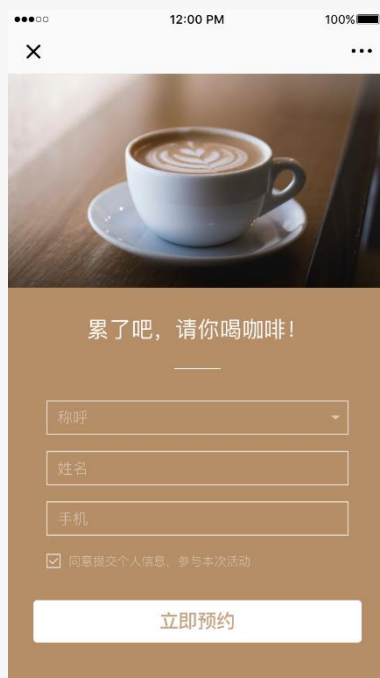 12:00 PM
100%
累了吧，请你喝咖啡！
称呼
姓名
手机
同意提交个人信息，参与本次活动
立即预约